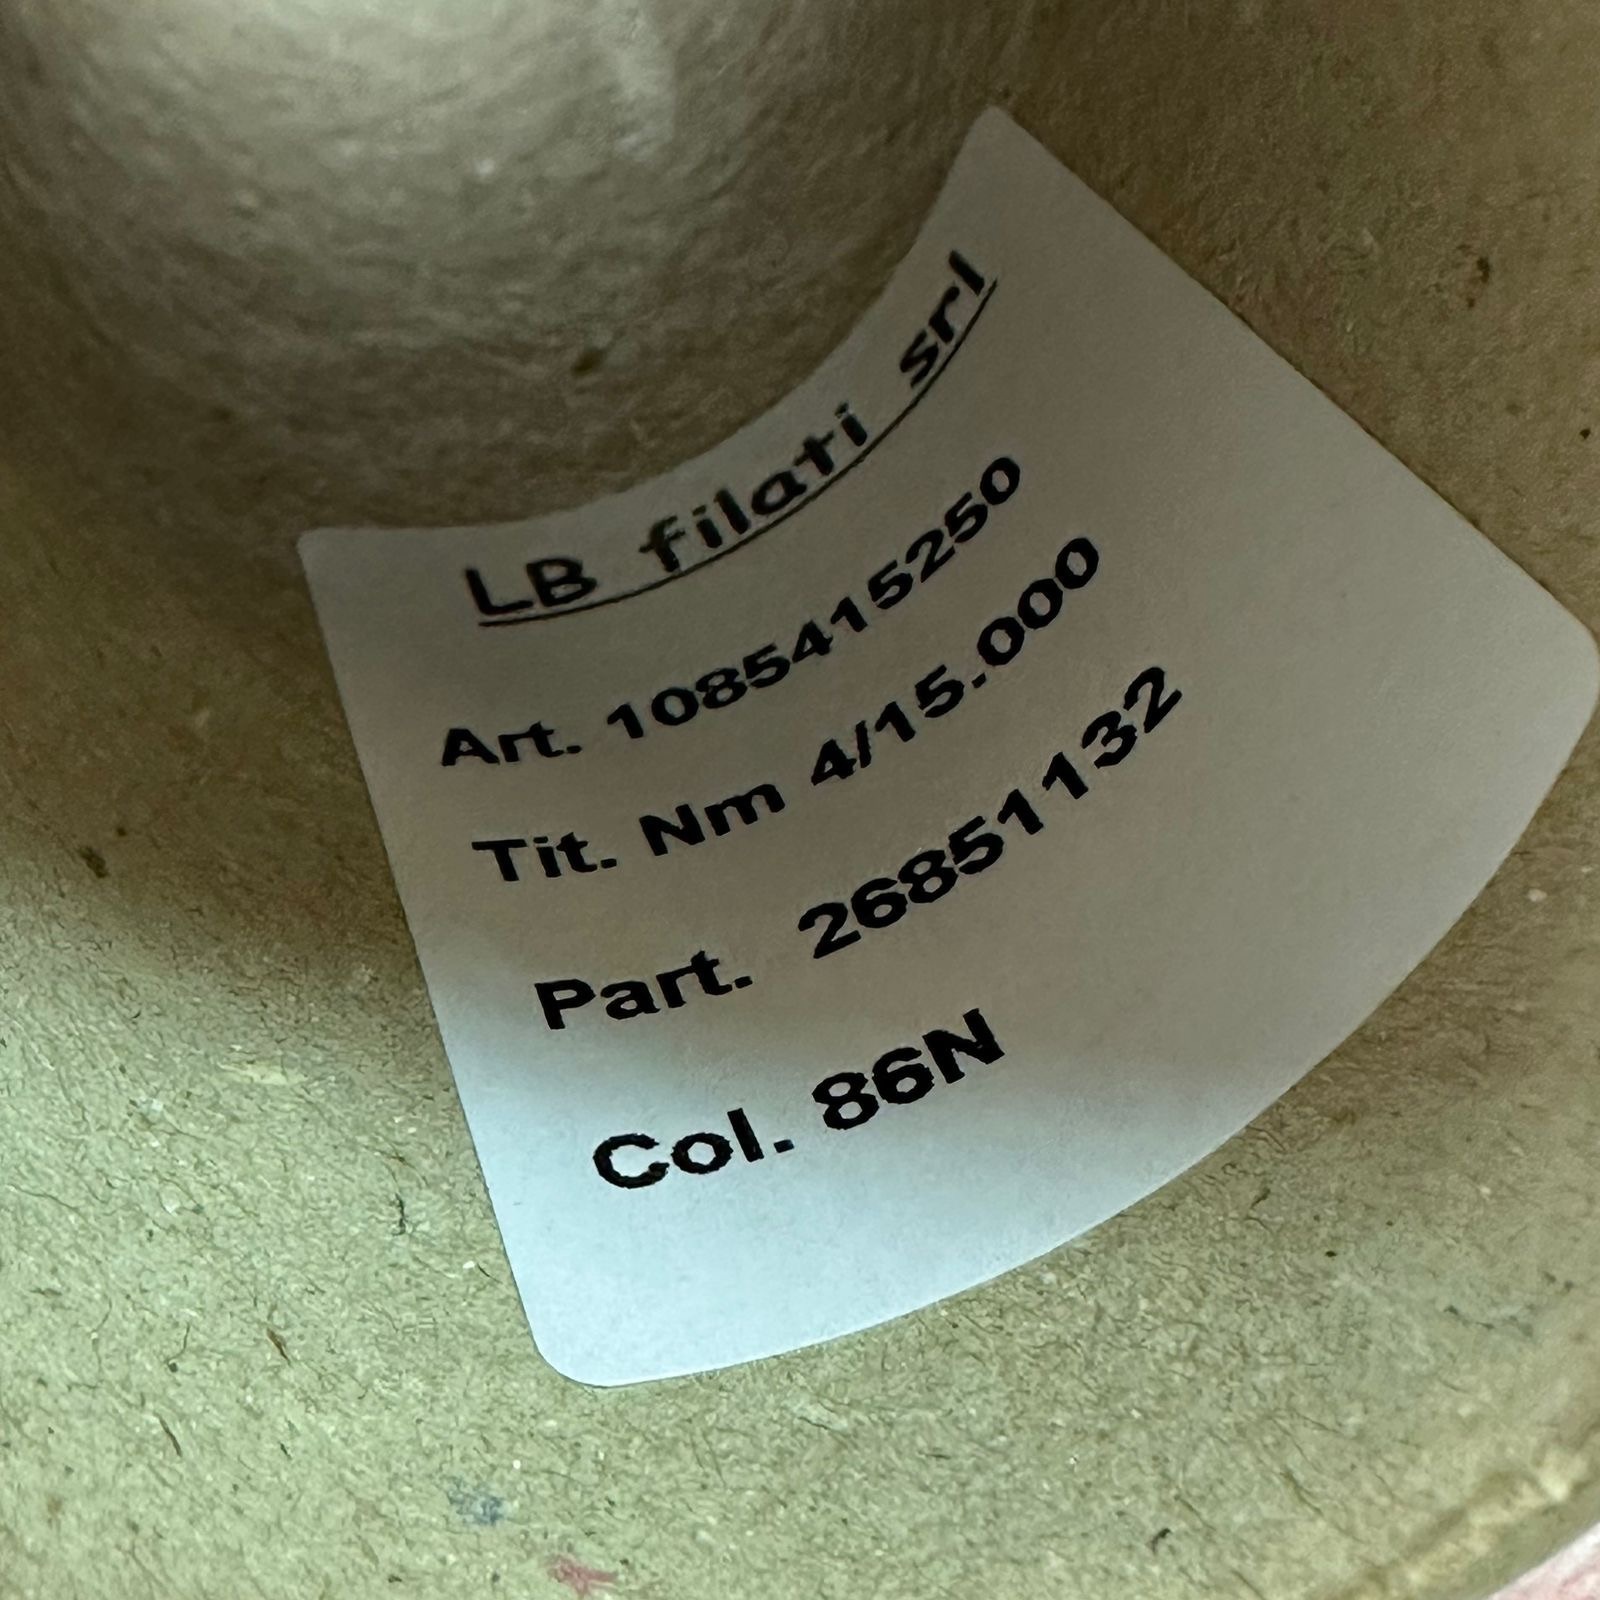 LB filati srl
Art. 1085415250
Tit. Nm 4/15.000
Part. 26851132
Col. 86N